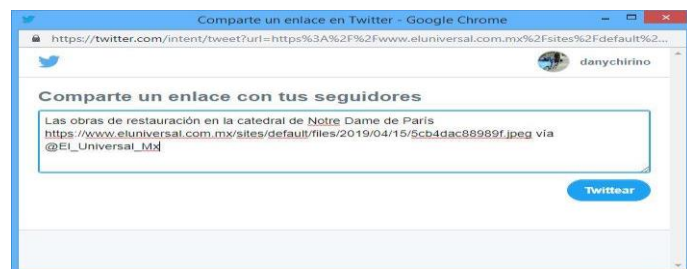 Comparte un enlace en Twitter - Google Chrome
https://twitter.com/intent/tweet?url=https%3A%2F%2Fwww.eluniversal.com.mx%2Fsites%2Fdefault%2...
danychirino
Comparte un enlace con tus seguidores
Las obras de restauración en la catedral de Notre Dame de París
https://www.eluniversal.com.mx/sites/default/files/2019/04/15/5cb4dac88989f.jpeg vía
@El_Universal_Mx
Twittear